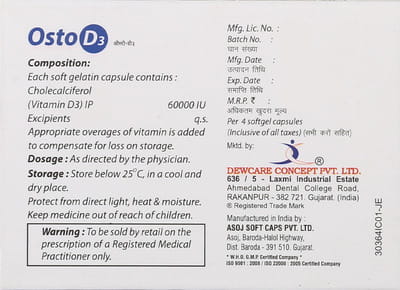 Osto D3 ओस्टो-डी३
Composition:
Each soft gelatin capsule contains :
Cholecalciferol
(Vitamin D3) IP 60000 IU
Excipients q.s.
Appropriate overages of vitamin is added
to compensate for loss on storage.
Dosage : As directed by the physician.
Storage : Store below 25°C, in a cool and
dry place.
Protect from direct light, heat & moisture.
Keep medicine out of reach of children.
Warning : To be sold by retail on the
prescription of a Registered Medical
Practitioner only.
Mfg. Lic. No. :
Batch No. :
घान संख्या
Mfg. Date :
उत्पादन तिथि
Exp. Date :
समाप्ति तिथि
M.R.P. ₹ :
अधिकतम खुदरा मूल्य
Per 4 softgel capsules
(Inclusive of all taxes) (सभी करों सहित)
Mktd. by:
®
DEWCARE CONCEPT PVT. LTD.
636 / 5 - Laxmi Industrial Estate
Ahmedabad Dental College Road,
RAKANPUR - 382 721. Gujarat. (India)
® Registered Trade Mark
Manufactured in India by :
ASOJ SOFT CAPS PVT. LTD.
Asoj, Baroda-Halol Highway,
Dist. Baroda - 391 510. Gujarat.
* W.H.O. G.M.P. Certified Company *
ISO 9001 : 2008 / ISO 22000 : 2005 Certified Company
30364IC01-JE